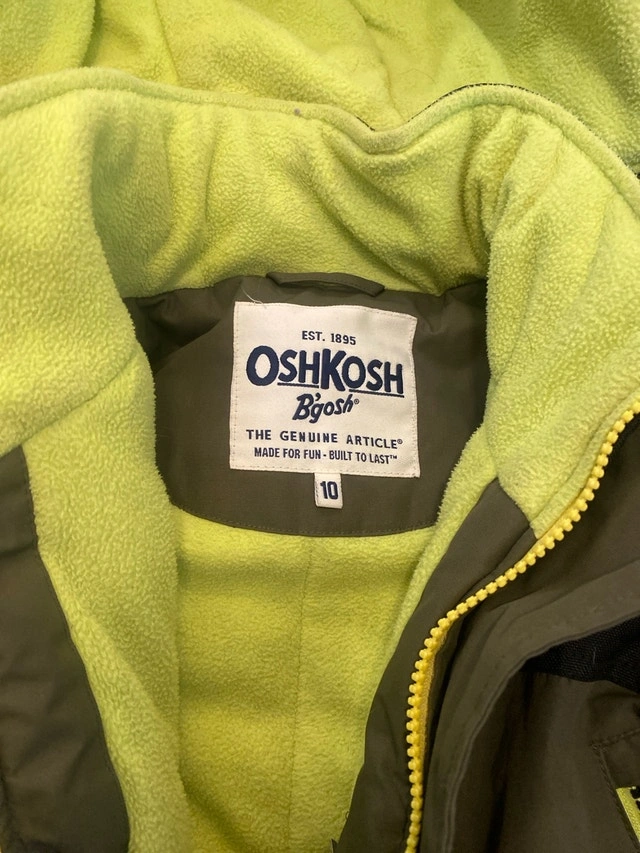 EST. 1895
OSHKOSH
B'gosh®
THE GENUINE ARTICLE®
MADE FOR FUN - BUILT TO LAST™
10